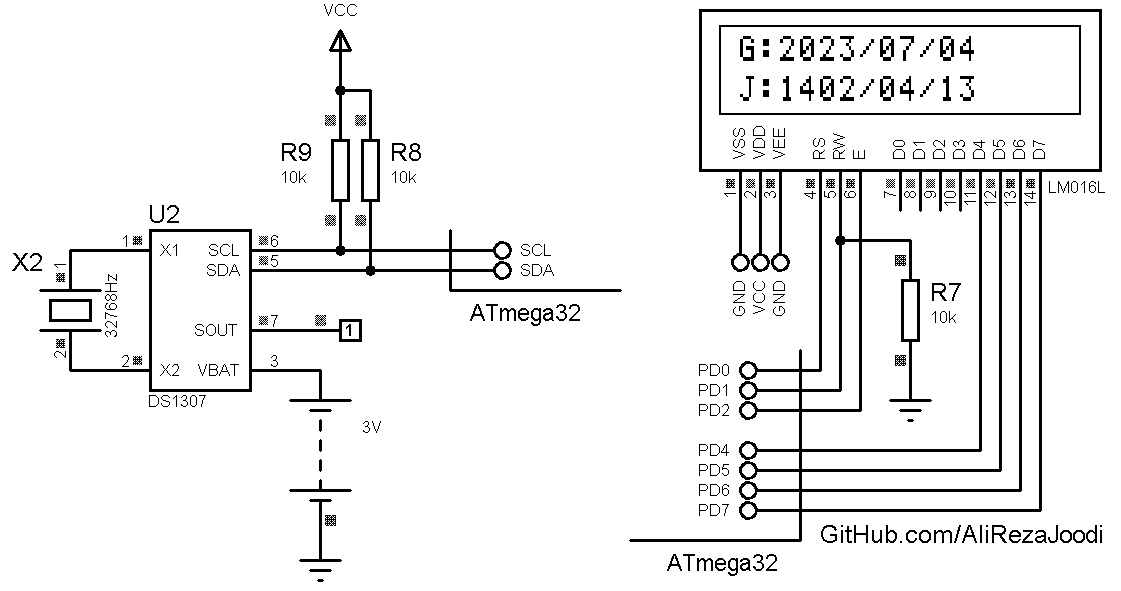 VCC
R9
10k
R8
10k
U2
X2
1
2
32768Hz
1
X1
2
X2
SCL
6
SDA
5
SOUT
7
1
VBAT
3
DS1307
3V
SCL
SDA
ATmega32
G:2023/07/04
J:1402/04/13
VSS VDD VEE RS RW E D0 D1 D2 D3 D4 D5 D6 D7
1 2 3 4 5 6 7 8 9 10 11 12 13 14
LM016L
GND VCC GND
R7
10k
PD0
PD1
PD2
PD4
PD5
PD6
PD7
GitHub.com/AliRezaJoodi
ATmega32